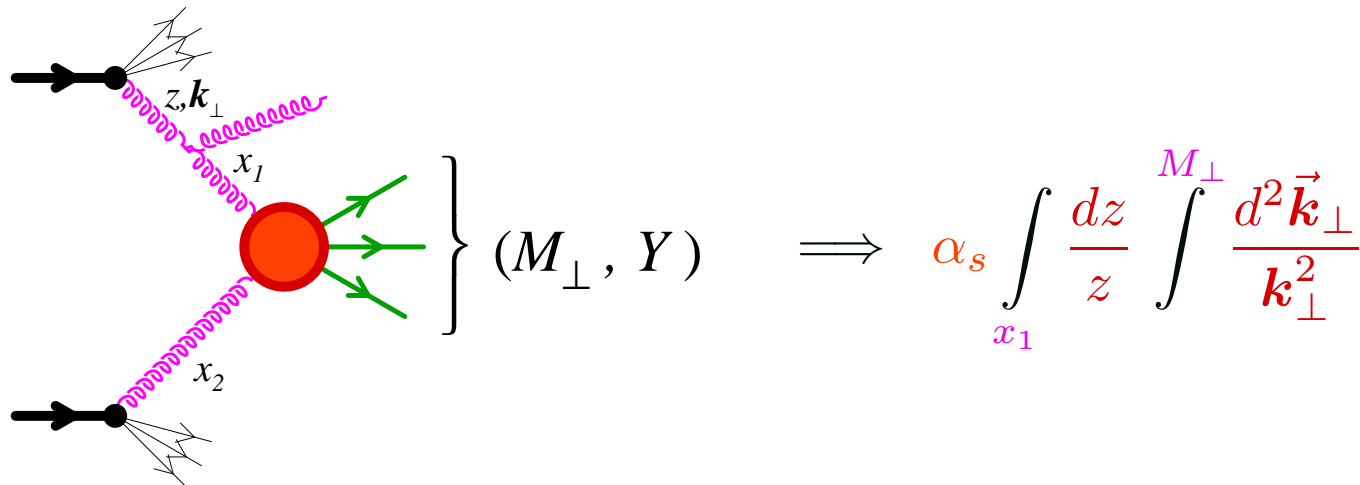 z, k⊥
x1
x2
} (M⊥, Y) ⟹ αs ∫x1 dz/z ∫^M⊥ d²k⃗⊥/k⊥²